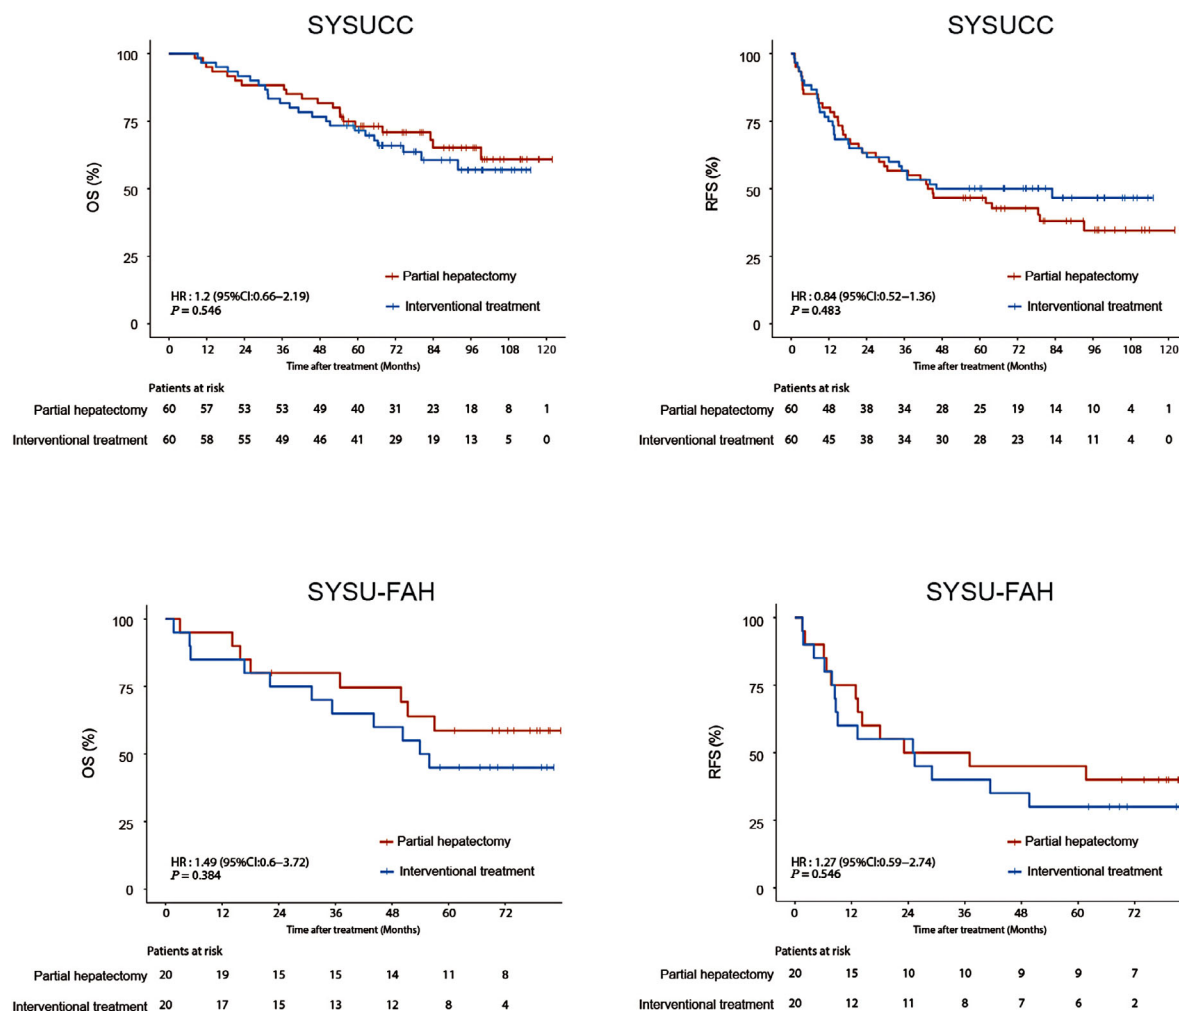 SYSUCC
100
75
50
25
0
OS (%)
Partial hepatectomy
Interventional treatment
HR : 1.2 (95%CI:0.66–2.19)
P = 0.546
0 12 24 36 48 60 72 84 96 108 120
Time after treatment (Months)
Patients at risk
Partial hepatectomy 60 57 53 53 49 40 31 23 18 8 1
Interventional treatment 60 58 55 49 46 41 29 19 13 5 0
SYSUCC
100
75
50
25
0
RFS (%)
Partial hepatectomy
Interventional treatment
HR : 0.84 (95%CI:0.52–1.36)
P = 0.483
0 12 24 36 48 60 72 84 96 108 120
Time after treatment (Months)
Patients at risk
Partial hepatectomy 60 48 38 34 28 25 19 14 10 4 1
Interventional treatment 60 45 38 34 30 28 23 14 11 4 0
SYSU-FAH
100
75
50
25
0
OS (%)
Partial hepatectomy
Interventional treatment
HR : 1.49 (95%CI:0.6–3.72)
P = 0.384
0 12 24 36 48 60 72
Time after treatment (Months)
Patients at risk
Partial hepatectomy 20 19 15 15 14 11 8
Interventional treatment 20 17 15 13 12 8 4
SYSU-FAH
100
75
50
25
0
RFS (%)
Partial hepatectomy
Interventional treatment
HR : 1.27 (95%CI:0.59–2.74)
P = 0.546
0 12 24 36 48 60 72
Time after treatment (Months)
Patients at risk
Partial hepatectomy 20 15 10 10 9 9 7
Interventional treatment 20 12 11 8 7 6 2